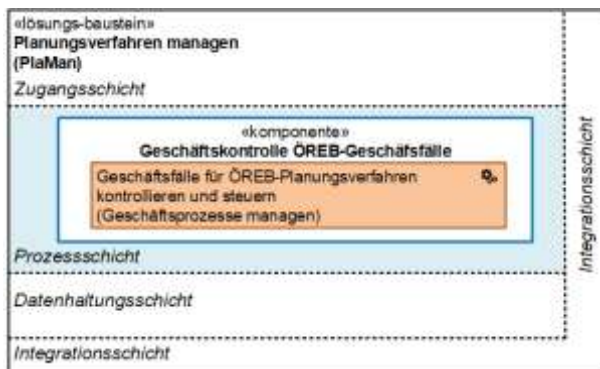 «lösungs-baustein»
Planungsverfahren managen
(PlaMan)
Zugangsschicht
«komponente»
Geschäftskontrolle ÖREB-Geschäfsfälle
Geschäftsfälle für ÖREB-Planungsverfahren
kontrollieren und steuern
(Geschäftsprozesse managen)
Prozessschicht
Datenhaltungsschicht
Integrationsschicht
Integrationsschicht